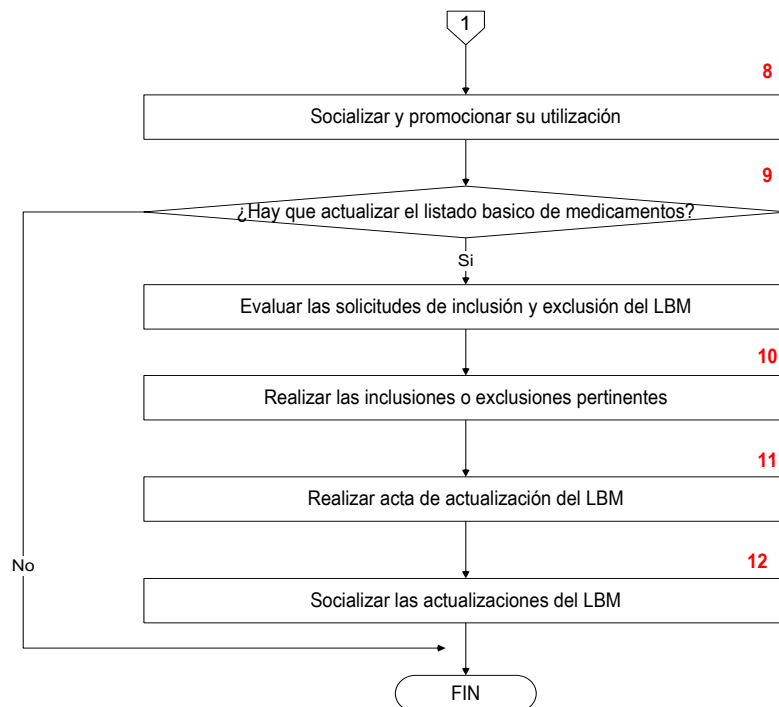 1
8
Socializar y promocionar su utilización
9
¿Hay que actualizar el listado basico de medicamentos?
Si
Evaluar las solicitudes de inclusión y exclusión del LBM
10
Realizar las inclusiones o exclusiones pertinentes
11
Realizar acta de actualización del LBM
No
12
Socializar las actualizaciones del LBM
FIN